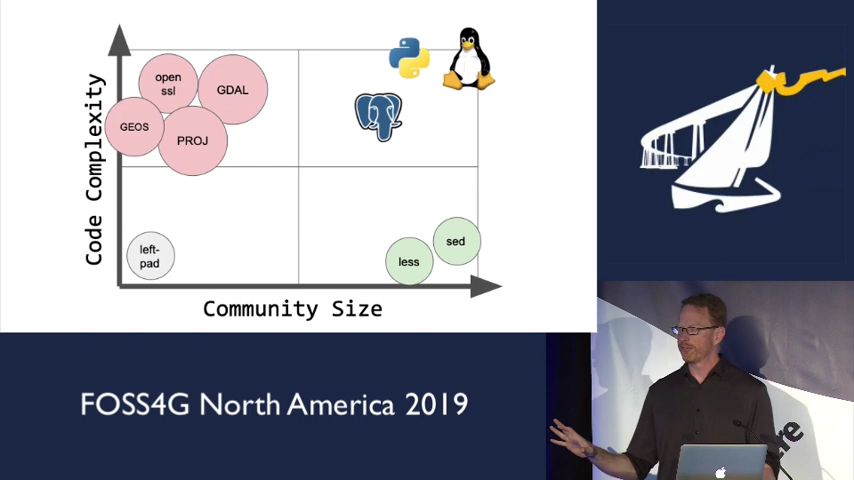 open
ssl
GDAL
GEOS
PROJ
left-
pad
less
sed
Code Complexity
Community Size
FOSS4G North America 2019